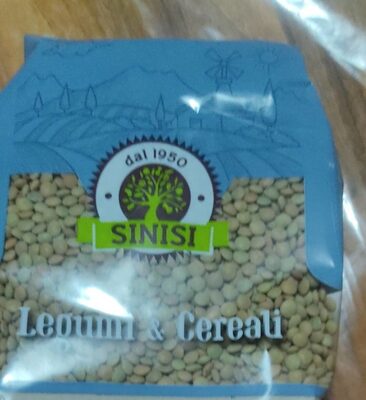 dal 1950
SINISI
Legumi & Cereali